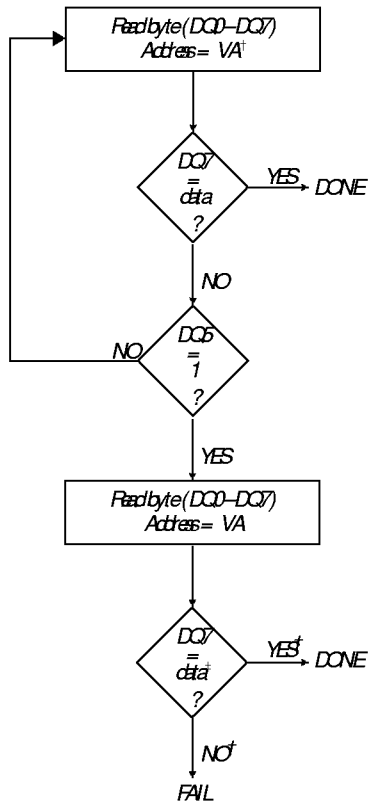 Read byte (DQ0–DQ7)
Address = VA†
DQ7
=
data
?
YES
DONE
NO
DQ5
=
1
?
NO
YES
Read byte (DQ0–DQ7)
Address = VA
DQ7
=
data‡
?
YES‡
DONE
NO†
FAIL